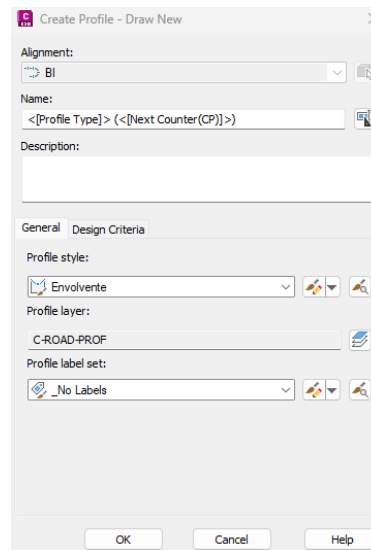 Create Profile - Draw New
Alignment:
BI
Name:
<[Profile Type]> (<[Next Counter(CP)]>)
Description:
General Design Criteria
Profile style:
Envolvente
Profile layer:
C-ROAD-PROF
Profile label set:
_No Labels
OK Cancel Help